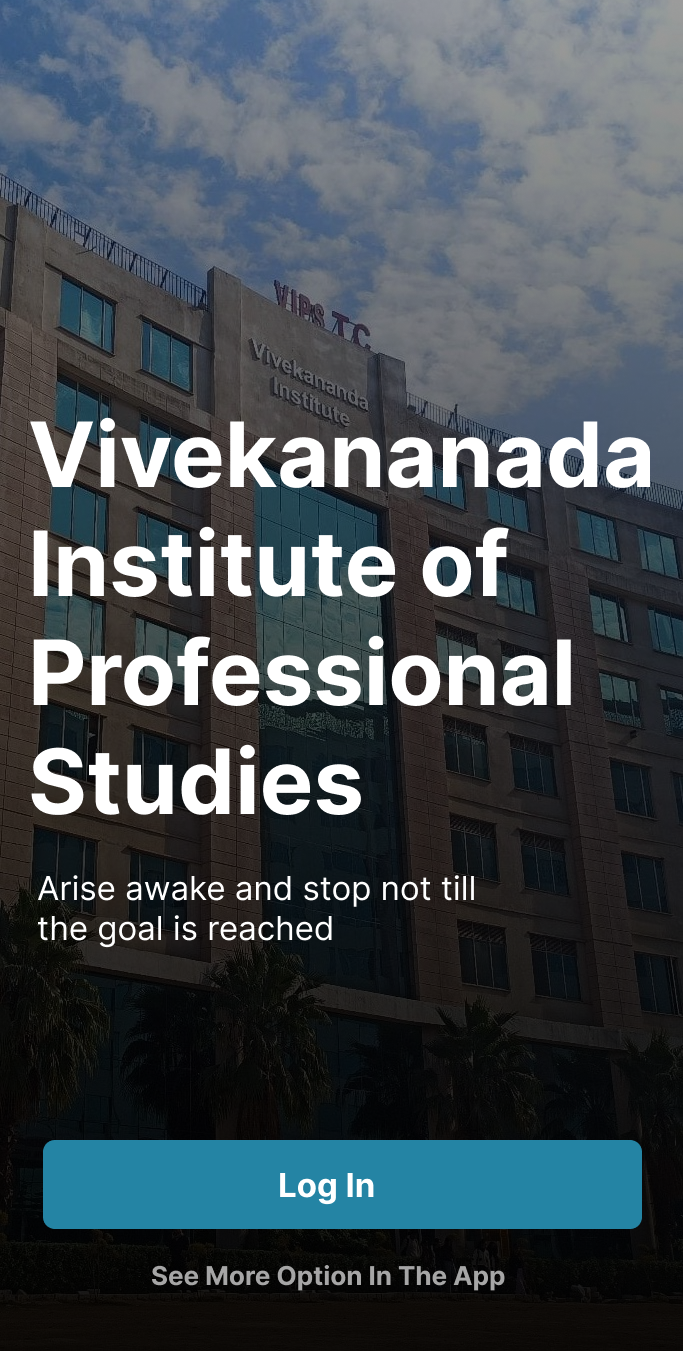 VIPS TC
Vivekananda
Institute
Vivekananada
Institute of
Professional
Studies
Arise awake and stop not till
the goal is reached
Log In
See More Option In The App